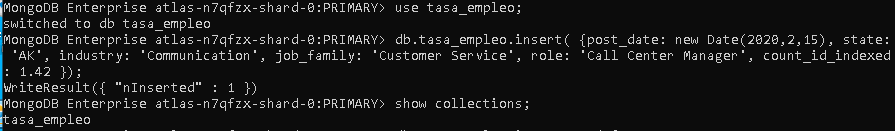 MongoDB Enterprise atlas-n7qfzx-shard-0:PRIMARY> use tasa_empleo;
switched to db tasa_empleo
MongoDB Enterprise atlas-n7qfzx-shard-0:PRIMARY> db.tasa_empleo.insert( {post_date: new Date(2020,2,15), state:
 'AK', industry: 'Communication', job_family: 'Customer Service', role: 'Call Center Manager', count_id_indexed
: 1.42 });
WriteResult({ "nInserted" : 1 })
MongoDB Enterprise atlas-n7qfzx-shard-0:PRIMARY> show collections;
tasa_empleo